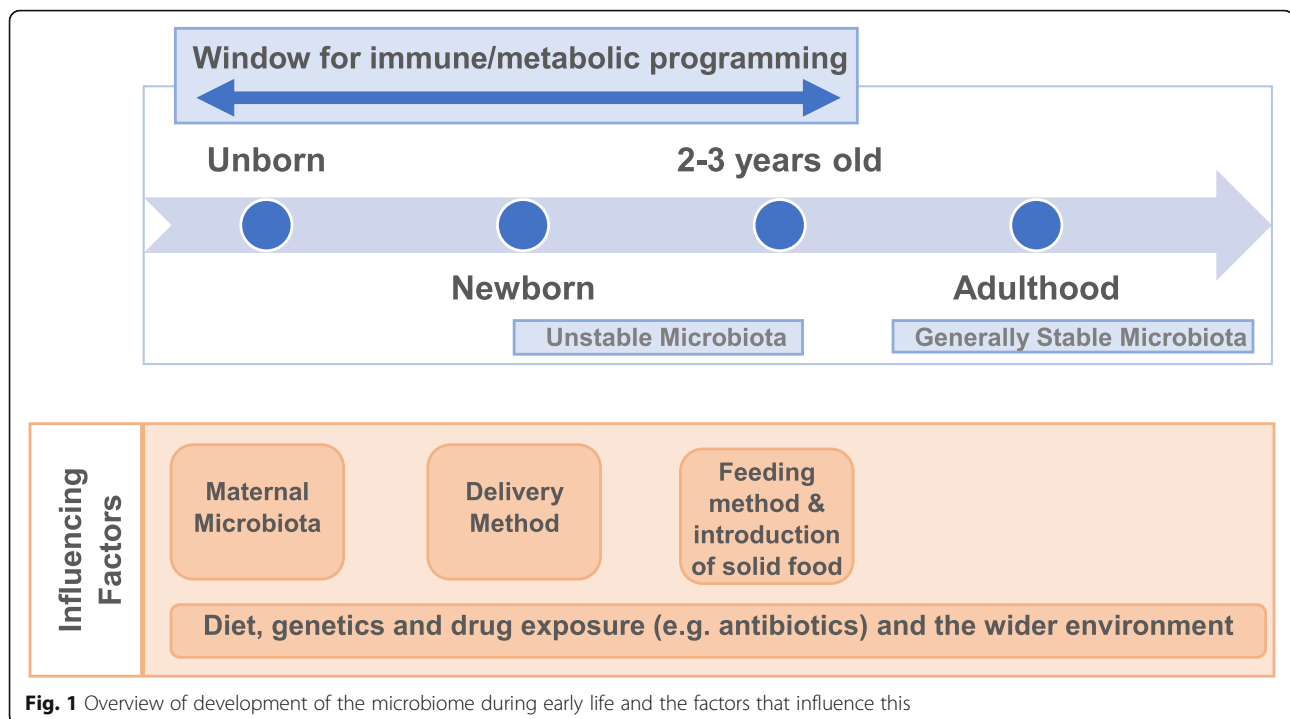 Window for immune/metabolic programming
Unborn
2-3 years old
Newborn
Adulthood
Unstable Microbiota
Generally Stable Microbiota
Influencing
Factors
Maternal
Microbiota
Delivery
Method
Feeding
method &
introduction
of solid food
Diet, genetics and drug exposure (e.g. antibiotics) and the wider environment
Fig. 1 Overview of development of the microbiome during early life and the factors that influence this